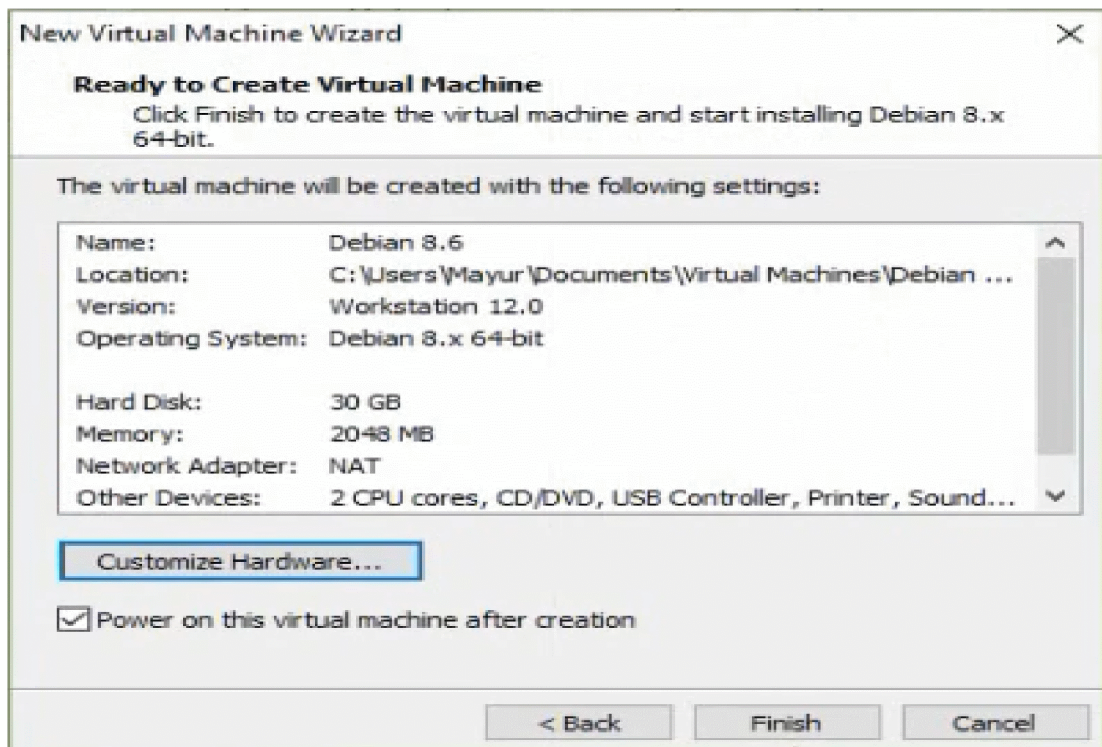 New Virtual Machine Wizard
Ready to Create Virtual Machine
Click Finish to create the virtual machine and start installing Debian 8.x
64-bit.
The virtual machine will be created with the following settings:
Name: Debian 8.6
Location: C:\Users\Mayur\Documents\Virtual Machines\Debian ...
Version: Workstation 12.0
Operating System: Debian 8.x 64-bit
Hard Disk: 30 GB
Memory: 2048 MB
Network Adapter: NAT
Other Devices: 2 CPU cores, CD/DVD, USB Controller, Printer, Sound...
Customize Hardware...
Power on this virtual machine after creation
< Back Finish Cancel